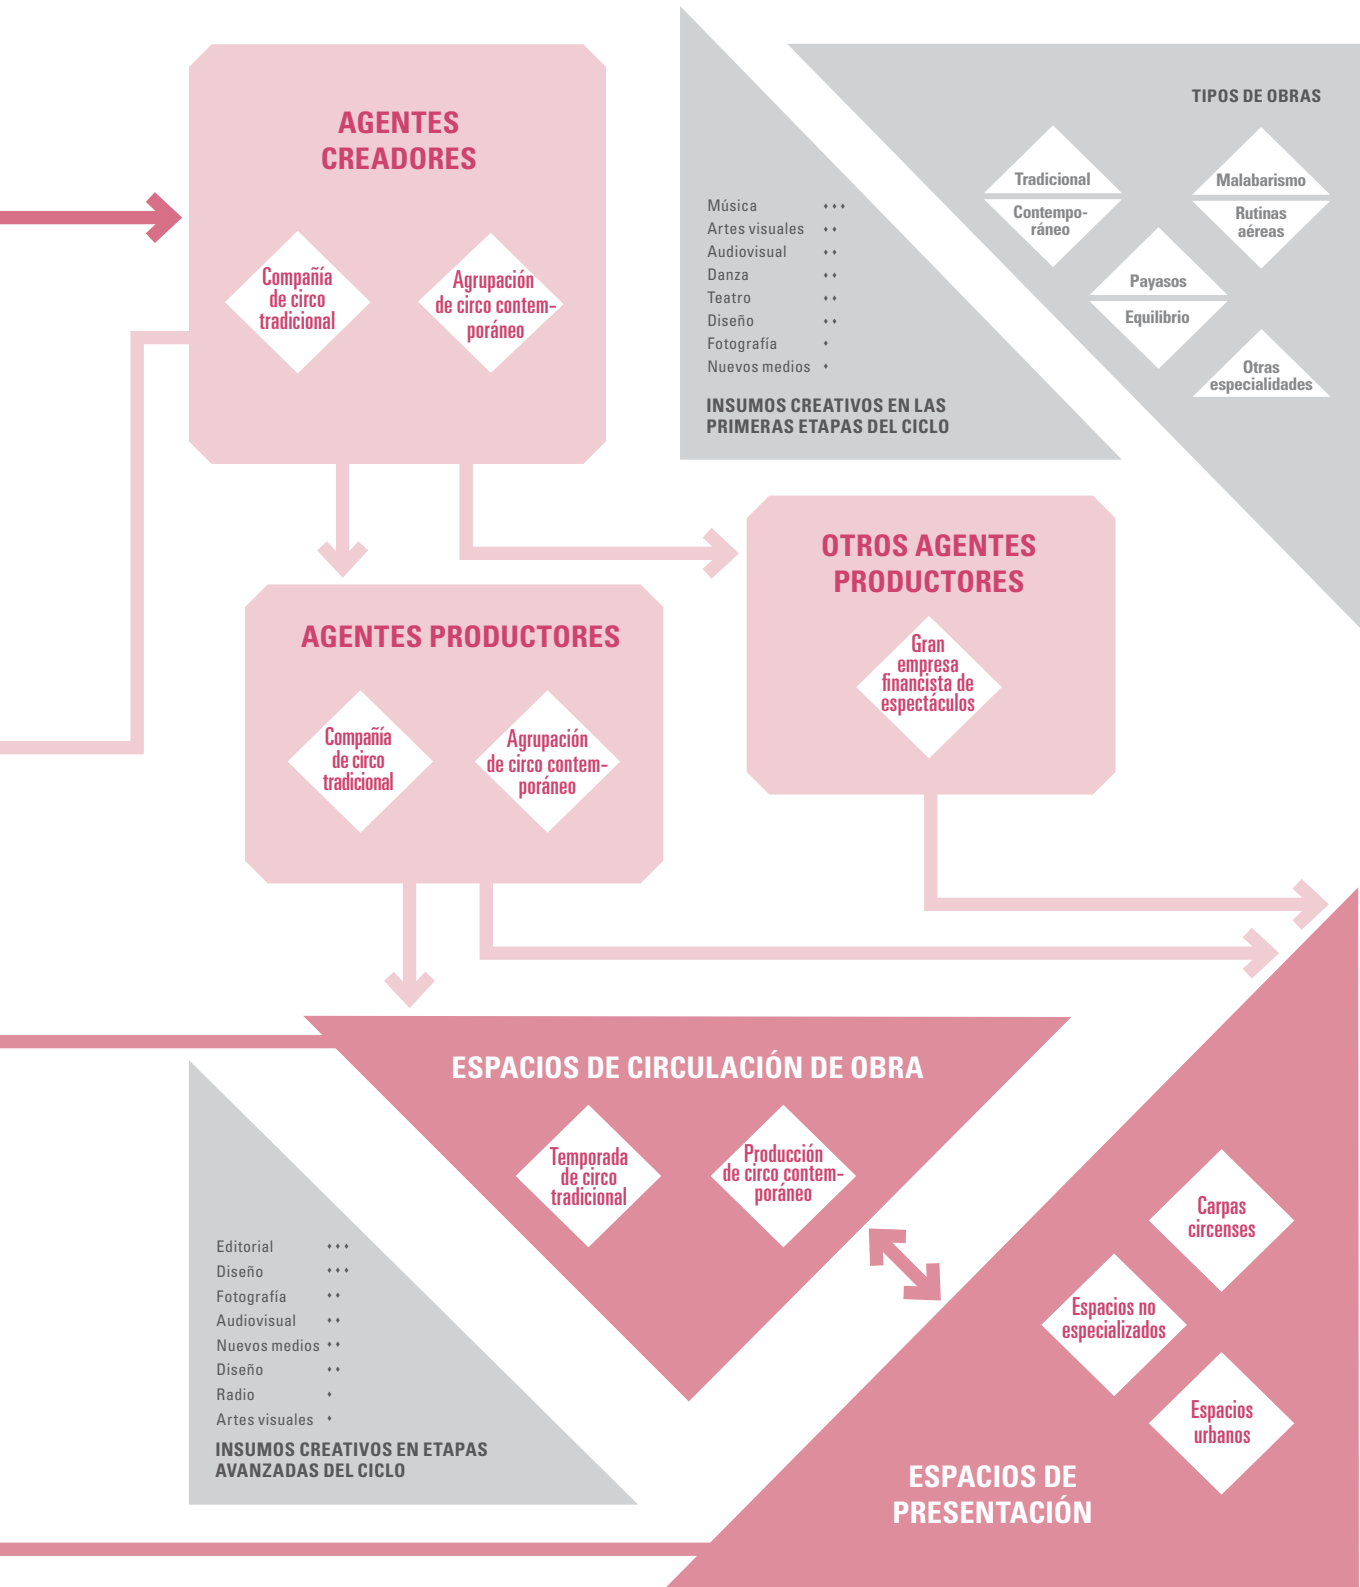 AGENTES
CREADORES
Compañía
de circo
tradicional
Agrupación
de circo contem-
poráneo
Música ♦♦♦
Artes visuales ♦♦
Audiovisual ♦♦
Danza ♦♦
Teatro ♦♦
Diseño ♦♦
Fotografía ♦
Nuevos medios ♦
INSUMOS CREATIVOS EN LAS
PRIMERAS ETAPAS DEL CICLO
TIPOS DE OBRAS
Tradicional
Contempo-
ráneo
Malabarismo
Rutinas
aéreas
Payasos
Equilibrio
Otras
especialidades
OTROS AGENTES
PRODUCTORES
Gran
empresa
financista de
espectáculos
AGENTES PRODUCTORES
Compañía
de circo
tradicional
Agrupación
de circo contem-
poráneo
ESPACIOS DE CIRCULACIÓN DE OBRA
Temporada
de circo
tradicional
Producción
de circo contem-
poráneo
Editorial ♦♦♦
Diseño ♦♦♦
Fotografía ♦♦
Audiovisual ♦♦
Nuevos medios ♦♦
Diseño ♦♦
Radio ♦
Artes visuales ♦
INSUMOS CREATIVOS EN ETAPAS
AVANZADAS DEL CICLO
Carpas
circenses
Espacios no
especializados
Espacios
urbanos
ESPACIOS DE
PRESENTACIÓN